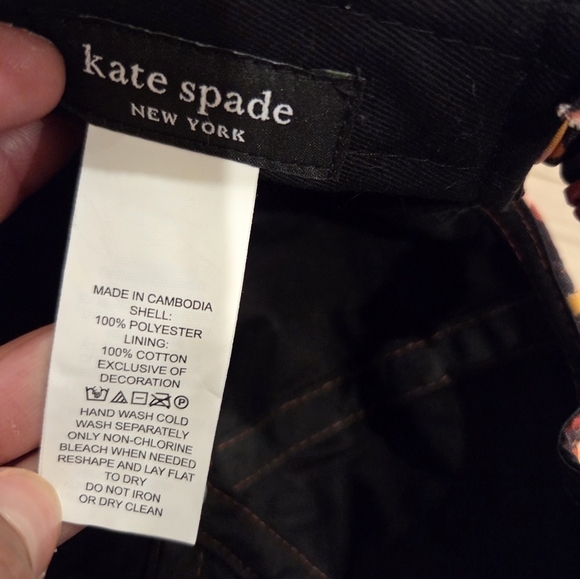 kate spade
NEW YORK
MADE IN CAMBODIA
SHELL:
100% POLYESTER
LINING:
100% COTTON
EXCLUSIVE OF
DECORATION
HAND WASH COLD
WASH SEPARATELY
ONLY NON-CHLORINE
BLEACH WHEN NEEDED
RESHAPE AND LAY FLAT
TO DRY
DO NOT IRON
OR DRY CLEAN